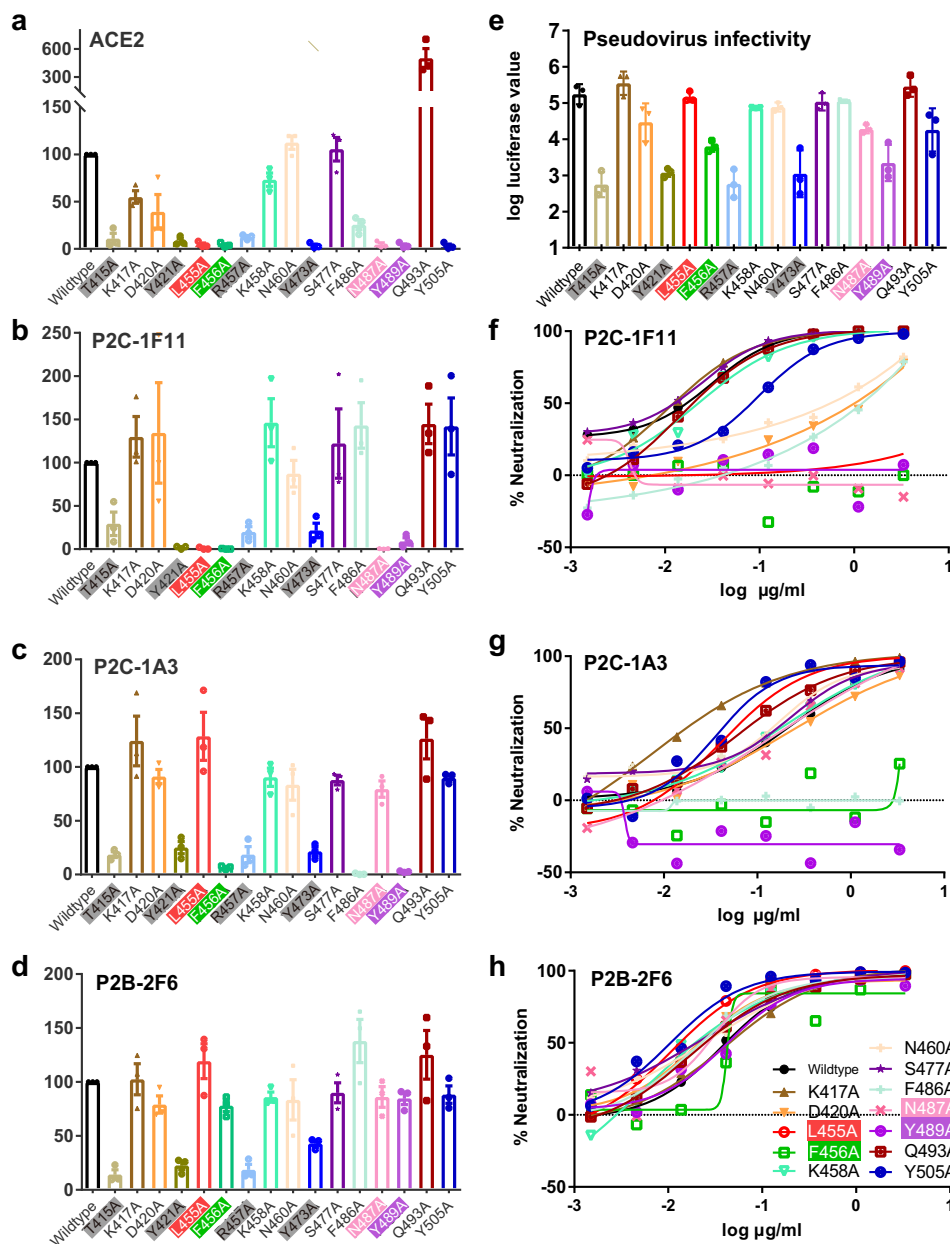 a
ACE2
600
300
150
100
50
0
Wildtype
T415A
K417A
D420A
Y421A
L455A
F456A
R457A
K458A
N460A
Y473A
S477A
F486A
N487A
Y489A
Q493A
Y505A
e
Pseudovirus infectivity
log luciferase value
6
5
4
3
2
1
Wildtype
T415A
K417A
D420A
Y421A
L455A
F456A
R457A
K458A
N460A
Y473A
S477A
F486A
N487A
Y489A
Q493A
Y505A
b
P2C-1F11
250
200
150
100
50
0
Wildtype
T415A
K417A
D420A
Y421A
L455A
F456A
R457A
K458A
N460A
Y473A
S477A
F486A
N487A
Y489A
Q493A
Y505A
f
P2C-1F11
% Neutralization
100
50
0
-50
-3
-2
-1
0
1
log µg/ml
c
P2C-1A3
200
150
100
50
0
Wildtype
T415A
K417A
D420A
Y421A
L455A
F456A
R457A
K458A
N460A
Y473A
S477A
F486A
N487A
Y489A
Q493A
Y505A
g
P2C-1A3
% Neutralization
100
50
0
-50
-3
-2
-1
0
1
log µg/ml
d
P2B-2F6
200
150
100
50
0
Wildtype
T415A
K417A
D420A
Y421A
L455A
F456A
R457A
K458A
N460A
Y473A
S477A
F486A
N487A
Y489A
Q493A
Y505A
h
P2B-2F6
% Neutralization
100
50
0
-50
-3
-2
-1
0
1
log µg/ml
Wildtype
K417A
D420A
L455A
F456A
K458A
N460A
S477A
F486A
N487A
Y489A
Q493A
Y505A